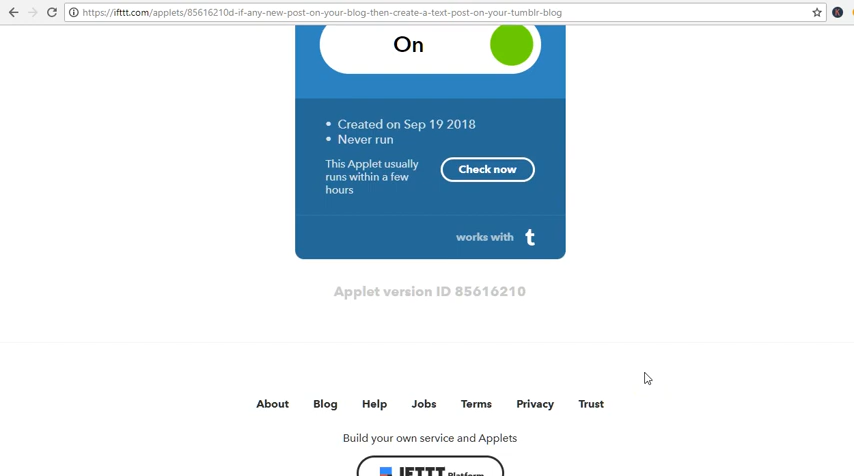 https://ifttt.com/applets/85616210d-if-any-new-post-on-your-blog-then-create-a-text-post-on-your-tumblr-blog
On
• Created on Sep 19 2018
• Never run
This Applet usually
runs within a few
hours
Check now
works with t
Applet version ID 85616210
About Blog Help Jobs Terms Privacy Trust
Build your own service and Applets
IFTTT Platform